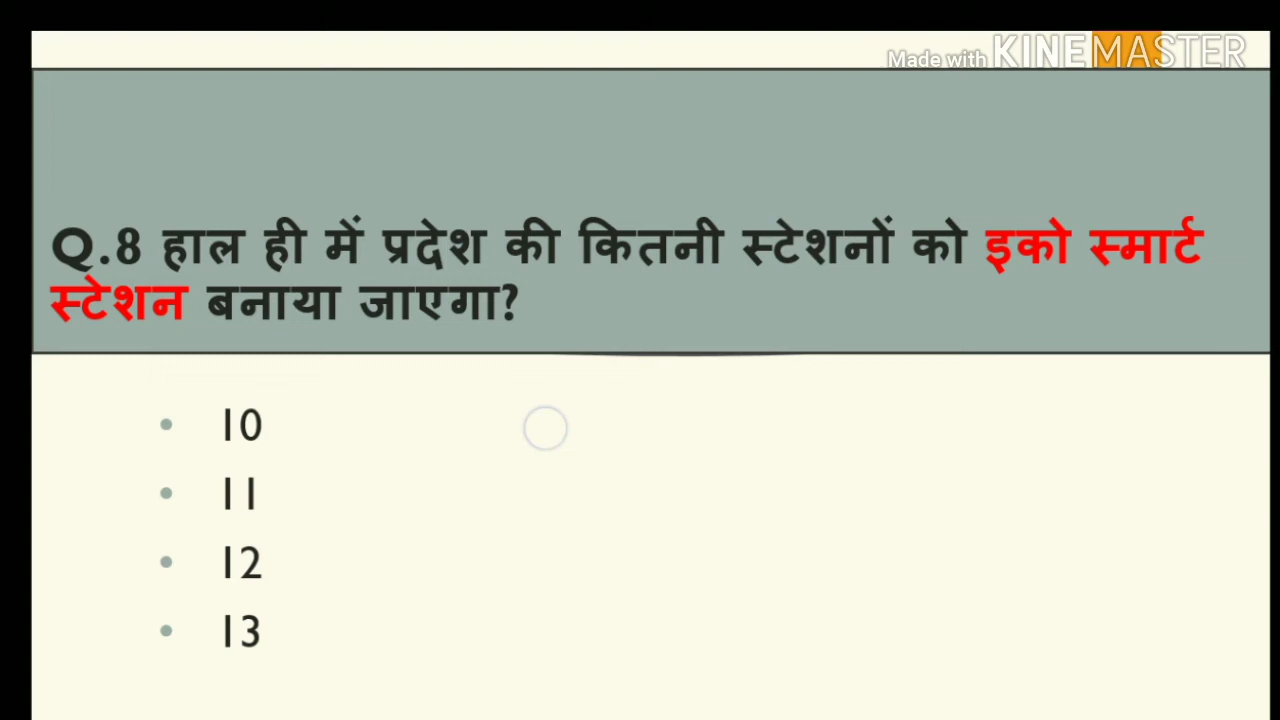 Made with KINEMASTER
Q.8 हाल ही में प्रदेश की कितनी स्टेशनों को इको स्मार्ट
स्टेशन बनाया जाएगा?
• 10
• 11
• 12
• 13